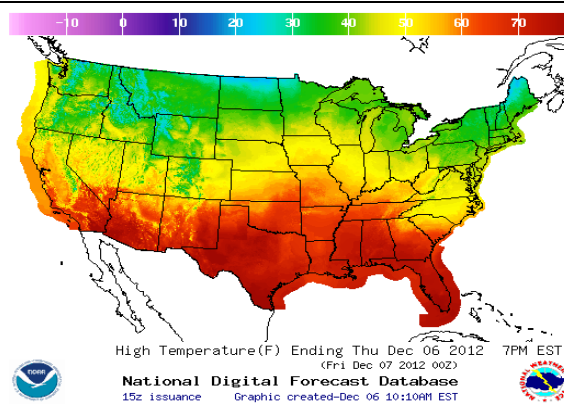 -10 0 10 20 30 40 50 60 70
High Temperature(F) Ending Thu Dec 06 2012 7PM EST
(Fri Dec 07 2012 00Z)
National Digital Forecast Database
15z issuance Graphic created-Dec 06 10:10AM EST
NOAA